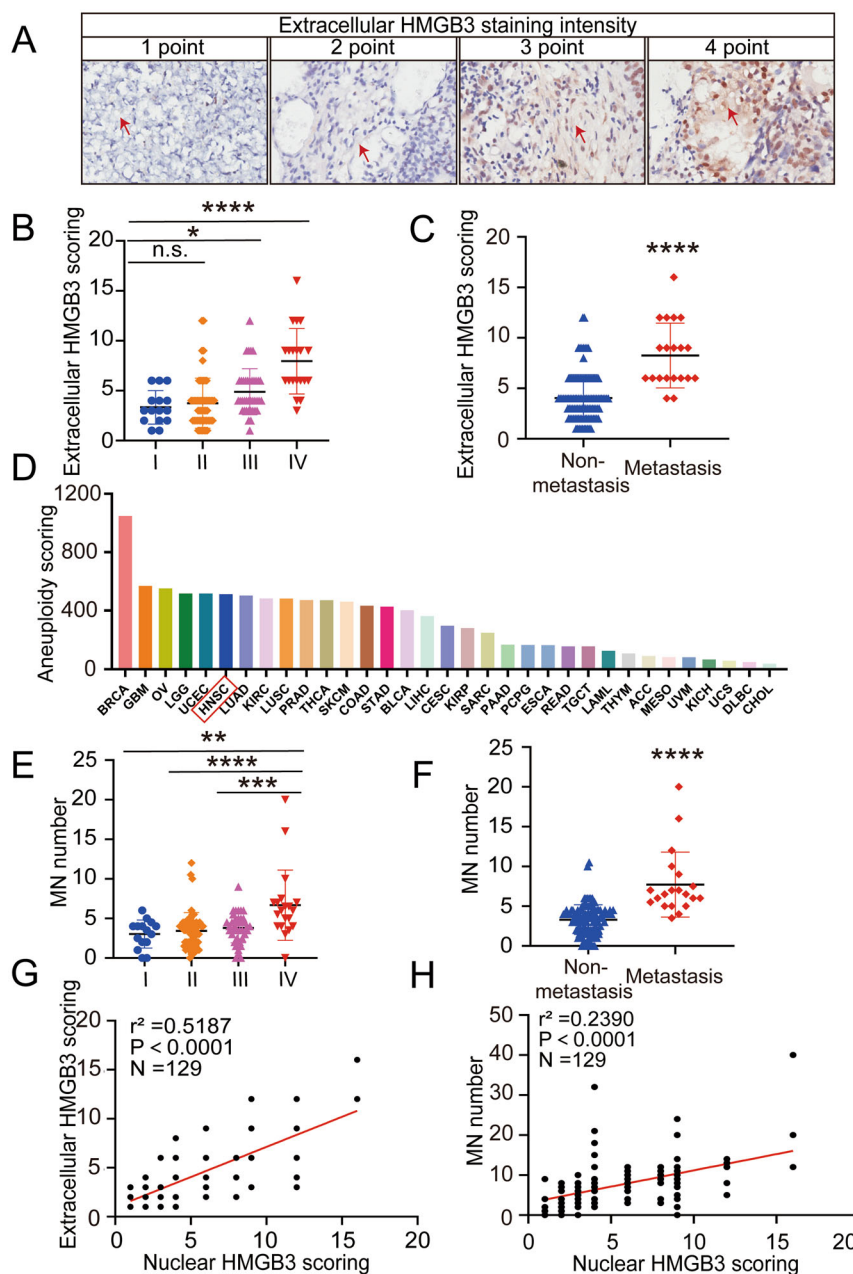 A
Extracellular HMGB3 staining intensity
1 point 2 point 3 point 4 point
B
Extracellular HMGB3 scoring
20
15
10
5
0
****
*
n.s.
I II III IV
C
Extracellular HMGB3 scoring
20
15
10
5
0
****
Non-metastasis Metastasis
D
Aneuploidy scoring
1200
800
400
0
BRCA GBM OV LGG UCEC HNSC LUAD KIRC LUSC PRAD THCA SKCM COAD STAD BLCA LIHC CESC KIRP SARC PAAD PCPG ESCA READ TGCT LAML THYM ACC MESO UVM KICH UCS DLBC CHOL
E
MN number
25
20
15
10
5
0
**
****
***
I II III IV
F
MN number
25
20
15
10
5
0
****
Non-
metastasis Metastasis
G
Extracellular HMGB3 scoring
20
15
10
5
0
r² =0.5187
P < 0.0001
N =129
0 5 10 15 20
Nuclear HMGB3 scoring
H
MN number
50
40
30
20
10
0
r² =0.2390
P < 0.0001
N =129
0 5 10 15 20
Nuclear HMGB3 scoring